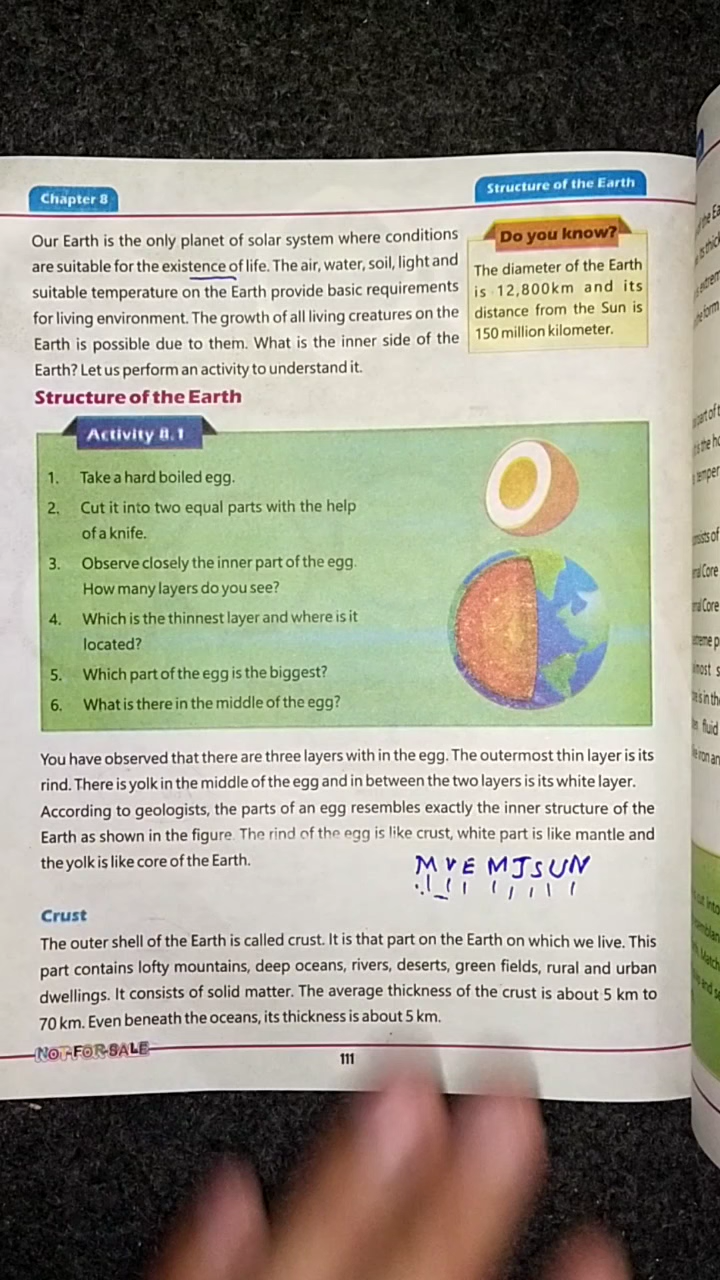 Chapter 8
Structure of the Earth
Our Earth is the only planet of solar system where conditions
are suitable for the existence of life. The air, water, soil, light and
suitable temperature on the Earth provide basic requirements
for living environment. The growth of all living creatures on the
Earth is possible due to them. What is the inner side of the
Earth? Let us perform an activity to understand it.
Do you know?
The diameter of the Earth
is 12,800km and its
distance from the Sun is
150 million kilometer.
Structure of the Earth
Activity 8.1
1. Take a hard boiled egg.
2. Cut it into two equal parts with the help
of a knife.
3. Observe closely the inner part of the egg.
How many layers do you see?
4. Which is the thinnest layer and where is it
located?
5. Which part of the egg is the biggest?
6. What is there in the middle of the egg?
You have observed that there are three layers with in the egg. The outermost thin layer is its
rind. There is yolk in the middle of the egg and in between the two layers is its white layer.
According to geologists, the parts of an egg resembles exactly the inner structure of the
Earth as shown in the figure. The rind of the egg is like crust, white part is like mantle and
the yolk is like core of the Earth.
M V E M J S U N
Crust
The outer shell of the Earth is called crust. It is that part on the Earth on which we live. This
part contains lofty mountains, deep oceans, rivers, deserts, green fields, rural and urban
dwellings. It consists of solid matter. The average thickness of the crust is about 5 km to
70 km. Even beneath the oceans, its thickness is about 5 km.
NOT FOR SALE
111